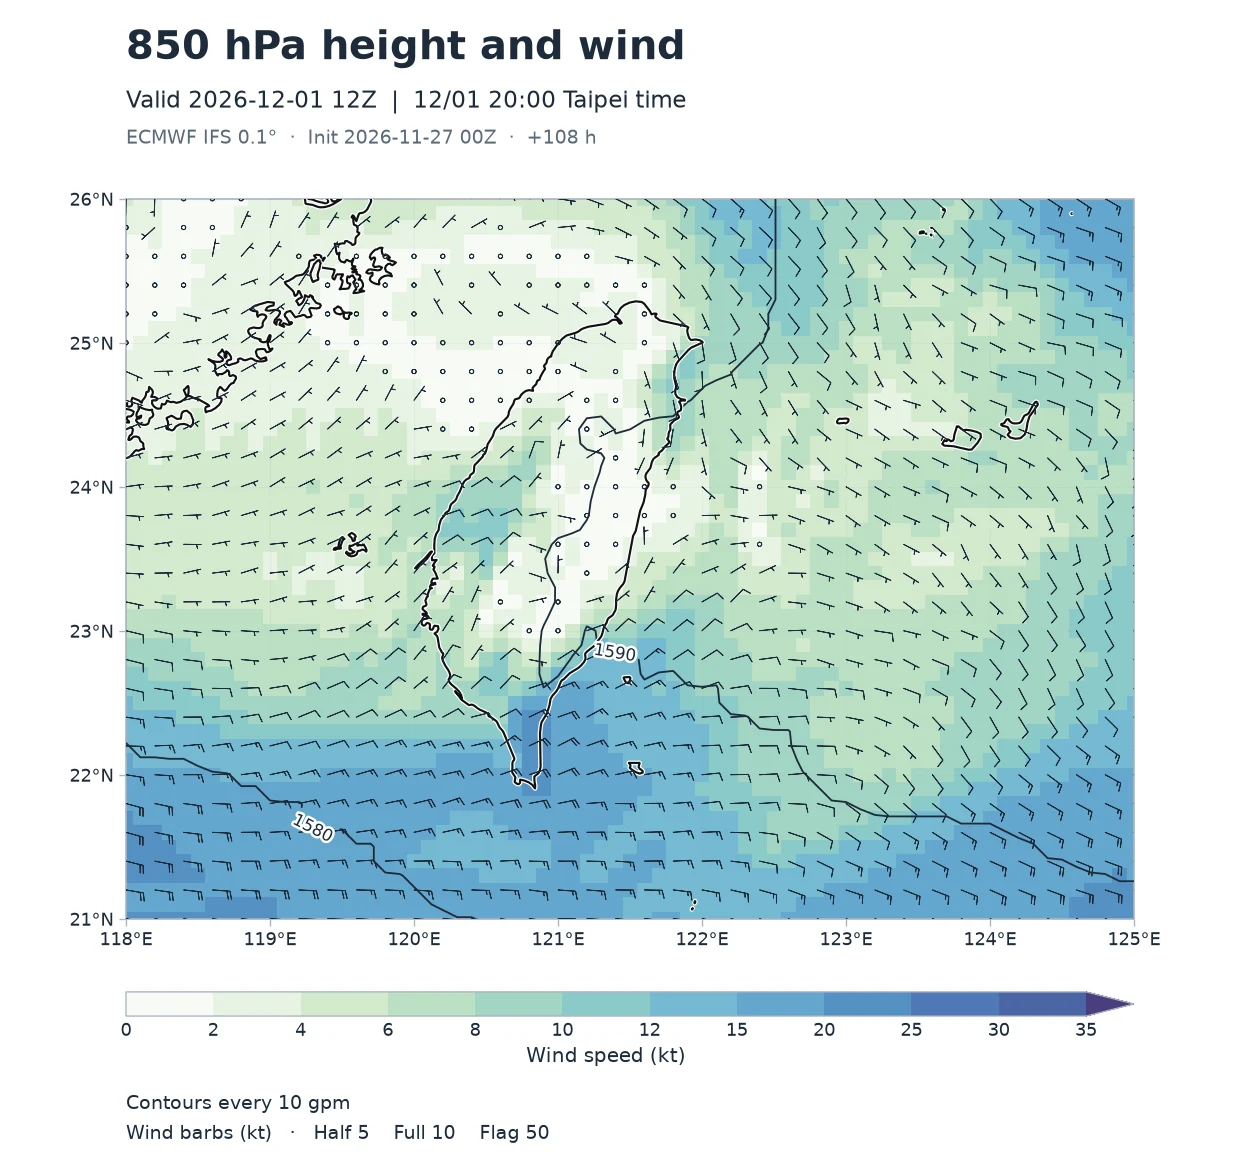 850 hPa height and wind
Valid 2026-12-01 12Z | 12/01 20:00 Taipei time
ECMWF IFS 0.1° · Init 2026-11-27 00Z · +108 h
26°N
25°N
24°N
23°N
1590
22°N
1580
21°N
118°E 119°E 120°E 121°E 122°E 123°E 124°E 125°E
0 2 4 6 8 10 12 15 20 25 30 35
Wind speed (kt)
Contours every 10 gpm
Wind barbs (kt) · Half 5 Full 10 Flag 50